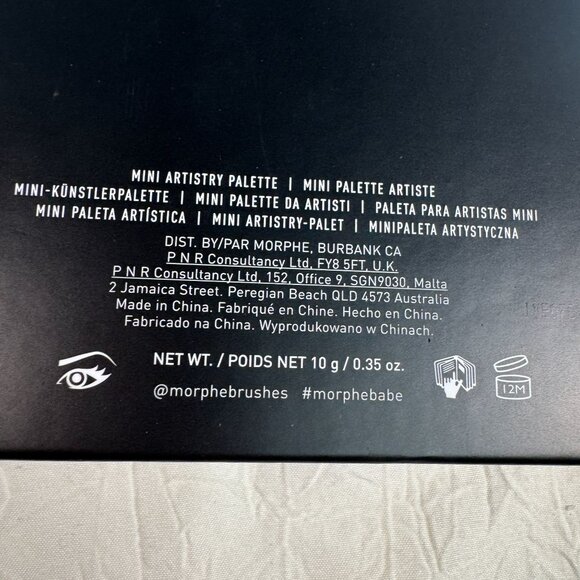 MINI ARTISTRY PALETTE | MINI PALETTE ARTISTE
MINI-KÜNSTLERPALETTE | MINI PALETTE DA ARTISTI | PALETA PARA ARTISTAS MINI
MINI PALETA ARTÍSTICA | MINI ARTISTRY-PALET | MINIPALETA ARTYSTYCZNA
DIST. BY/PAR MORPHE, BURBANK CA
P N R Consultancy Ltd, FY8 5FT, U.K.
P N R Consultancy Ltd, 152, Office 9, SGN9030, Malta
2 Jamaica Street. Peregian Beach QLD 4573 Australia
Made in China. Fabriqué en Chine. Hecho en China.
Fabricado na China. Wyprodukowano w Chinach.
NET WT. / POIDS NET 10 g / 0.35 oz.
@morphebrushes #morphebabe
12M